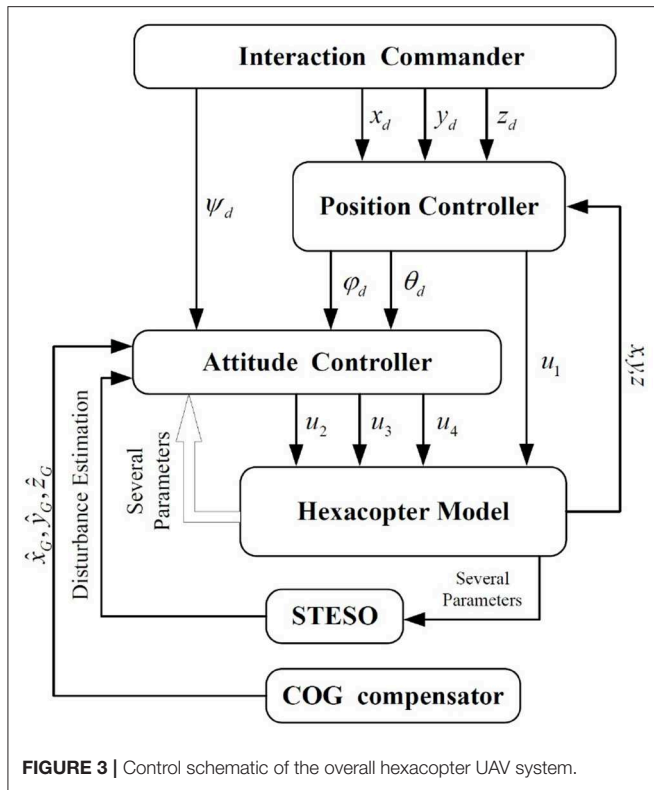 Interaction Commander
x_d
y_d
z_d
ψ_d
Position Controller
φ_d
θ_d
Attitude Controller
u_1
x,y,z
u_2
u_3
u_4
Several
Parameters
Disturbance Estimation
x̂_G, ŷ_G, ẑ_G
Hexacopter Model
Several
Parameters
STESO
COG compensator
FIGURE 3 | Control schematic of the overall hexacopter UAV system.